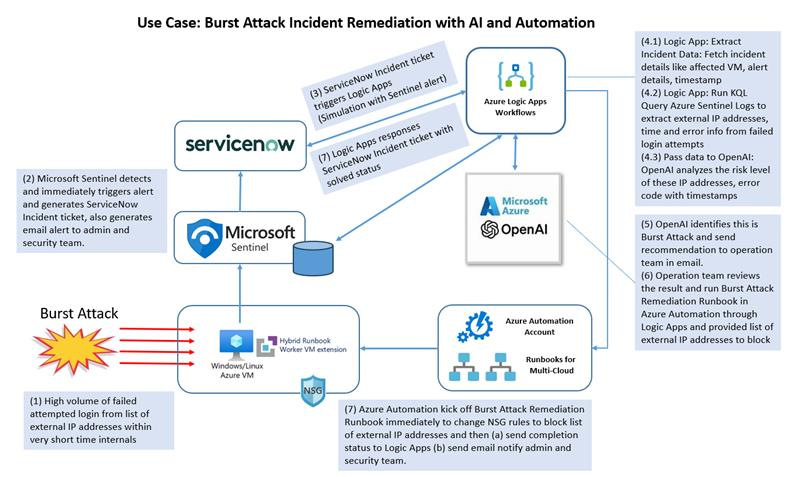 Use Case: Burst Attack Incident Remediation with AI and Automation
(3) ServiceNow Incident ticket
triggers Logic Apps
(Simulation with Sentinel alert)
Azure Logic Apps
Workflows
(4.1) Logic App: Extract
Incident Data: Fetch incident
details like affected VM, alert
details, timestamp
(4.2) Logic App: Run KQL
Query Azure Sentinel Logs to
extract external IP addresses,
time and error info from failed
login attempts
(4.3) Pass data to OpenAI:
OpenAI analyzes the risk level
of these IP addresses, error
code with timestamps
servicenow
(7) Logic Apps responses
ServiceNow Incident ticket with
solved status
(2) Microsoft Sentinel detects
and immediately triggers alert
and generates ServiceNow
Incident ticket, also generates
email alert to admin and
security team.
Microsoft
Sentinel
Microsoft
Azure
OpenAI
(5) OpenAI identifies this is
Burst Attack and send
recommendation to operation
team in email.
(6) Operation team reviews
the result and run Burst Attack
Remediation Runbook in
Azure Automation through
Logic Apps and provided list of
external IP addresses to block
Burst Attack
Hybrid Runbook
Worker VM extension
Windows/Linux
Azure VM
NSG
Azure Automation
Account
Runbooks for
Multi-Cloud
(1) High volume of failed
attempted login from list of
external IP addresses within
very short time internals
(7) Azure Automation kick off Burst Attack Remediation
Runbook immediately to change NSG rules to block list
of external IP addresses and then (a) send completion
status to Logic Apps (b) send email notify admin and
security team.